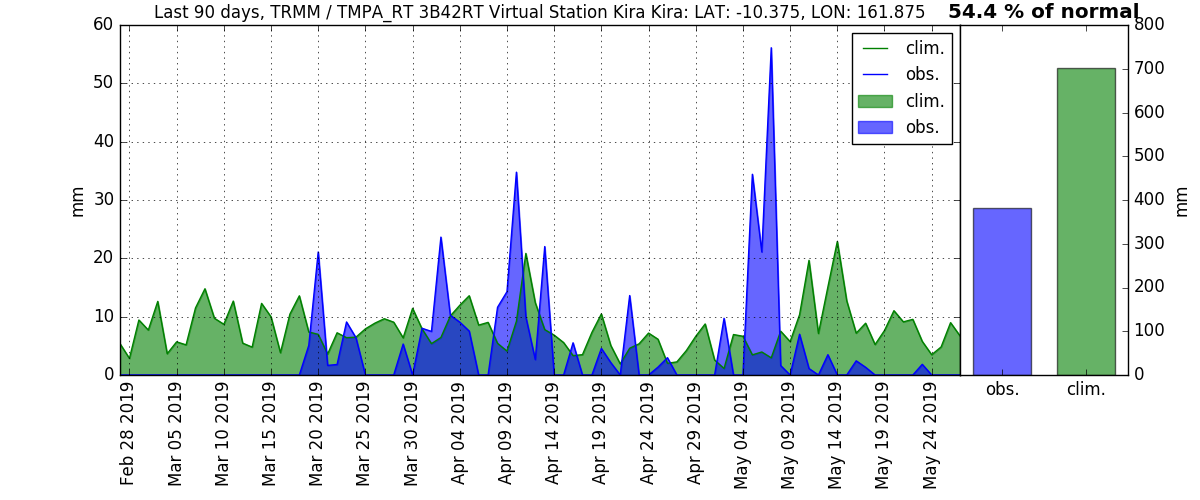 Last 90 days, TRMM / TMPA_RT 3B42RT Virtual Station Kira Kira: LAT: -10.375, LON: 161.875
54.4 % of normal
60
50
40
30
20
10
0
mm
clim.
obs.
clim.
obs.
800
700
600
500
400
300
200
100
0
mm
obs.
clim.
Feb 28 2019
Mar 05 2019
Mar 10 2019
Mar 15 2019
Mar 20 2019
Mar 25 2019
Mar 30 2019
Apr 04 2019
Apr 09 2019
Apr 14 2019
Apr 19 2019
Apr 24 2019
Apr 29 2019
May 04 2019
May 09 2019
May 14 2019
May 19 2019
May 24 2019